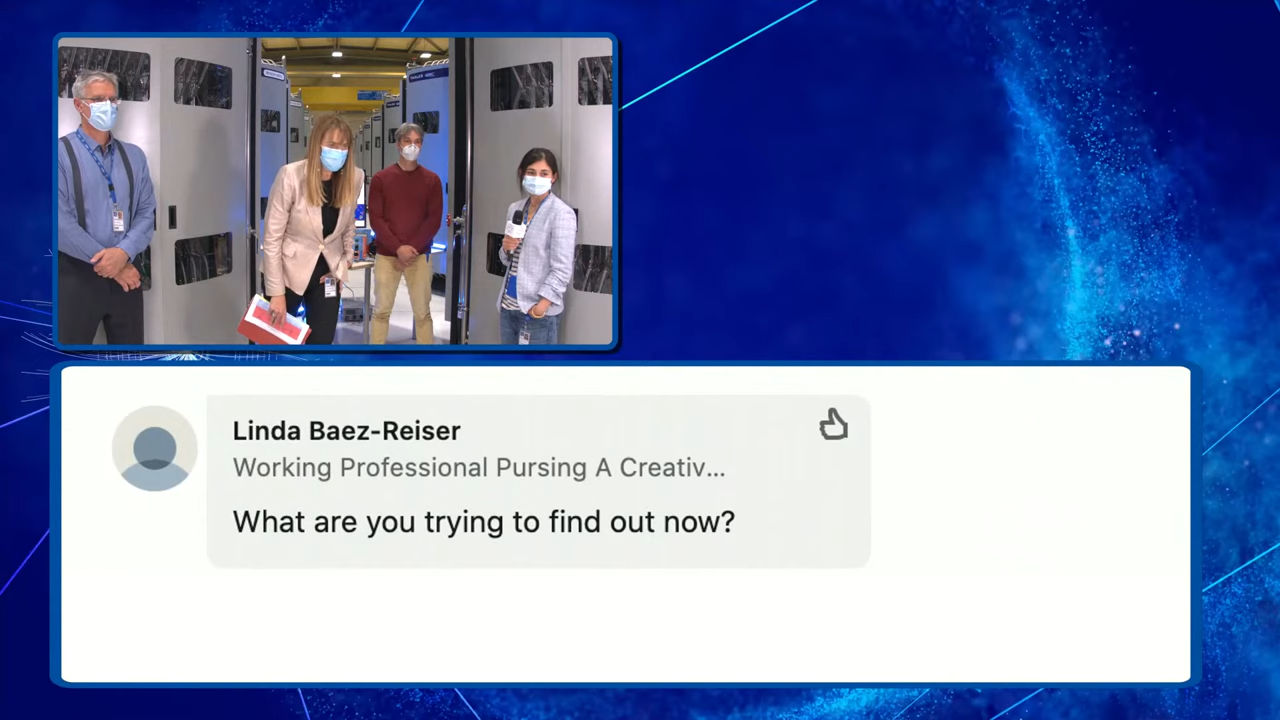 Linda Baez-Reiser
Working Professional Pursing A Creativ...
What are you trying to find out now?